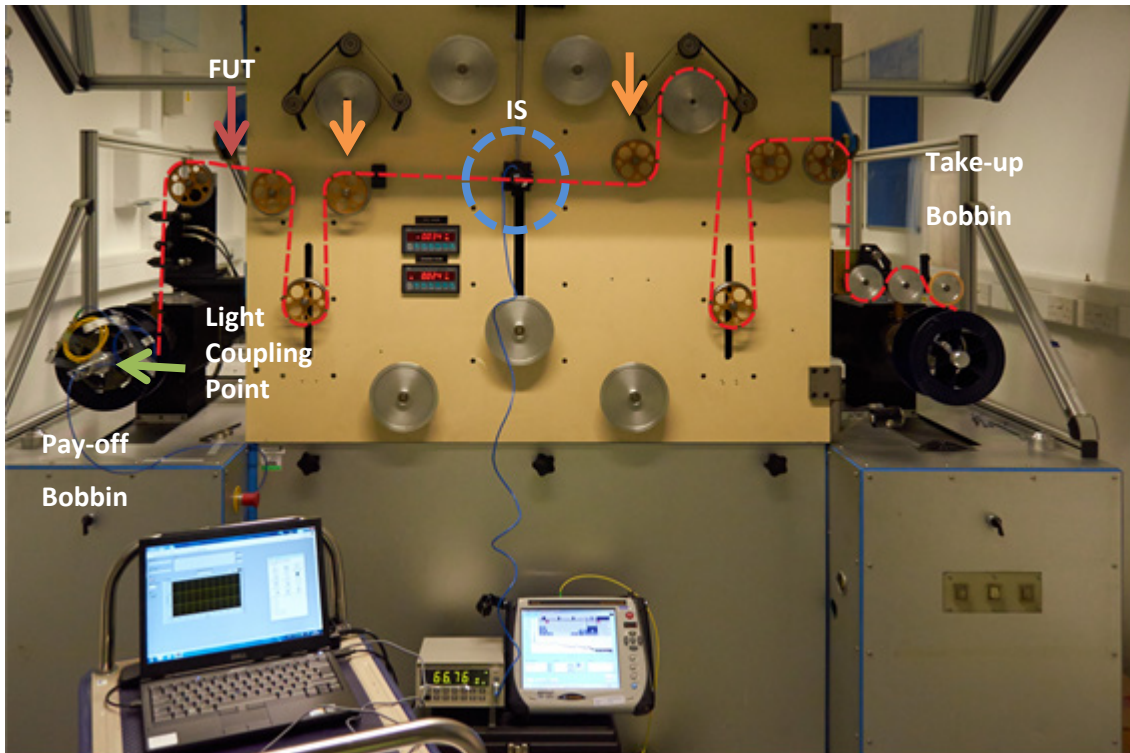 FUT
IS
Take-up
Bobbin
Light
Coupling
Point
Pay-off
Bobbin
66.76